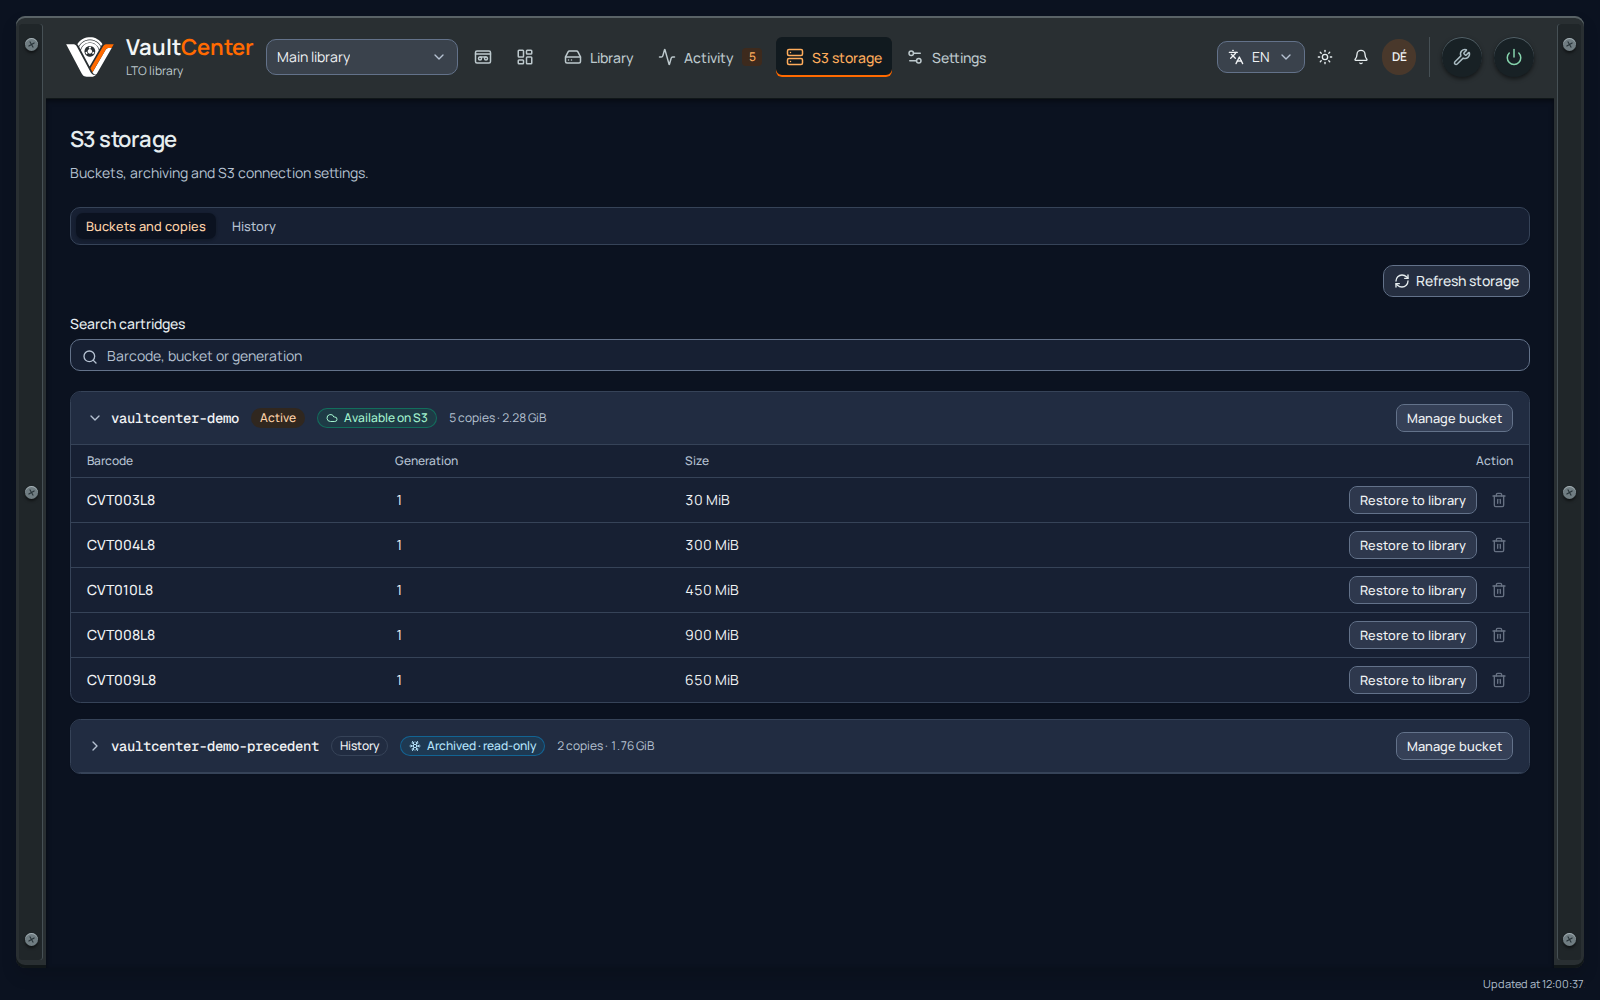 VaultCenter
LTO library
Main library
Library
Activity 5
S3 storage
Settings
EN
DÉ
S3 storage
Buckets, archiving and S3 connection settings.
Buckets and copies
History
Refresh storage
Search cartridges
Barcode, bucket or generation
vaultcenter-demo Active Available on S3 5 copies · 2.28 GiB Manage bucket
Barcode Generation Size Action
CVT003L8 1 30 MiB Restore to library
CVT004L8 1 300 MiB Restore to library
CVT010L8 1 450 MiB Restore to library
CVT008L8 1 900 MiB Restore to library
CVT009L8 1 650 MiB Restore to library
vaultcenter-demo-precedent History Archived · read-only 2 copies · 1.76 GiB Manage bucket
Updated at 12:00:37